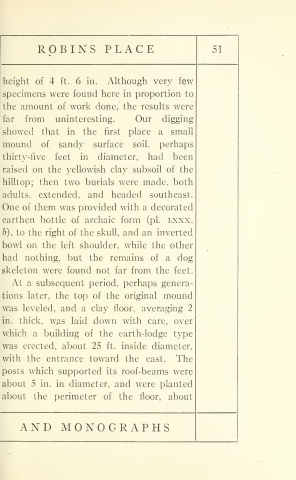 ROBINS PLACE 51
height of 4 ft. 6 in. Although very few
specimens were found here in proportion to
the amount of work done, the results were
far from uninteresting. Our digging
showed that in the first place a small
mound of sandy surface soil, perhaps
thirty-five feet in diameter, had been
raised on the yellowish clay subsoil of the
hilltop; then two burials were made, both
adults, extended, and headed southeast.
One of them was provided with a decorated
earthen bottle of archaic form (pl. LXXX,
b), to the right of the skull, and an inverted
bowl on the left shoulder, while the other
had nothing, but the remains of a dog
skeleton were found not far from the feet.
At a subsequent period, perhaps genera-
tions later, the top of the original mound
was leveled, and a clay floor, averaging 2
in. thick, was laid down with care, over
which a building of the earth-lodge type
was erected, about 25 ft. inside diameter,
with the entrance toward the east. The
posts which supported its roof-beams were
about 5 in. in diameter, and were planted
about the perimeter of the floor, about
AND MONOGRAPHS